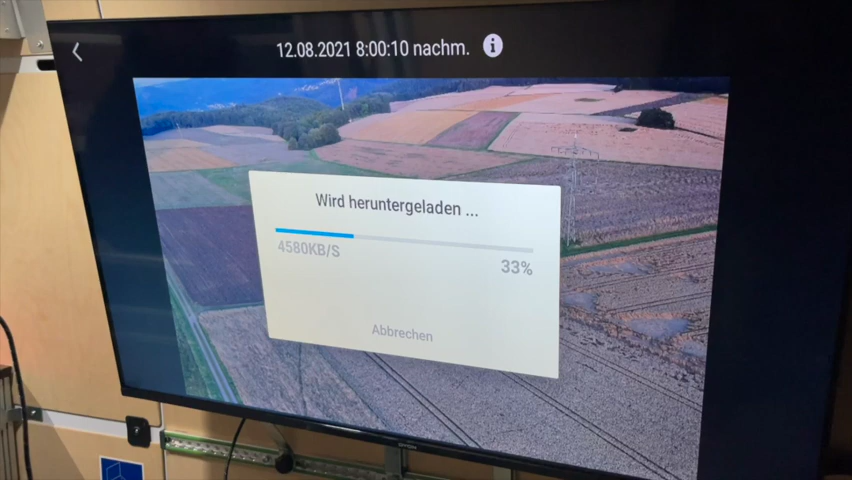 12.08.2021 8:00:10 nachm.
Wird heruntergeladen ...
4580KB/S
33%
Abbrechen